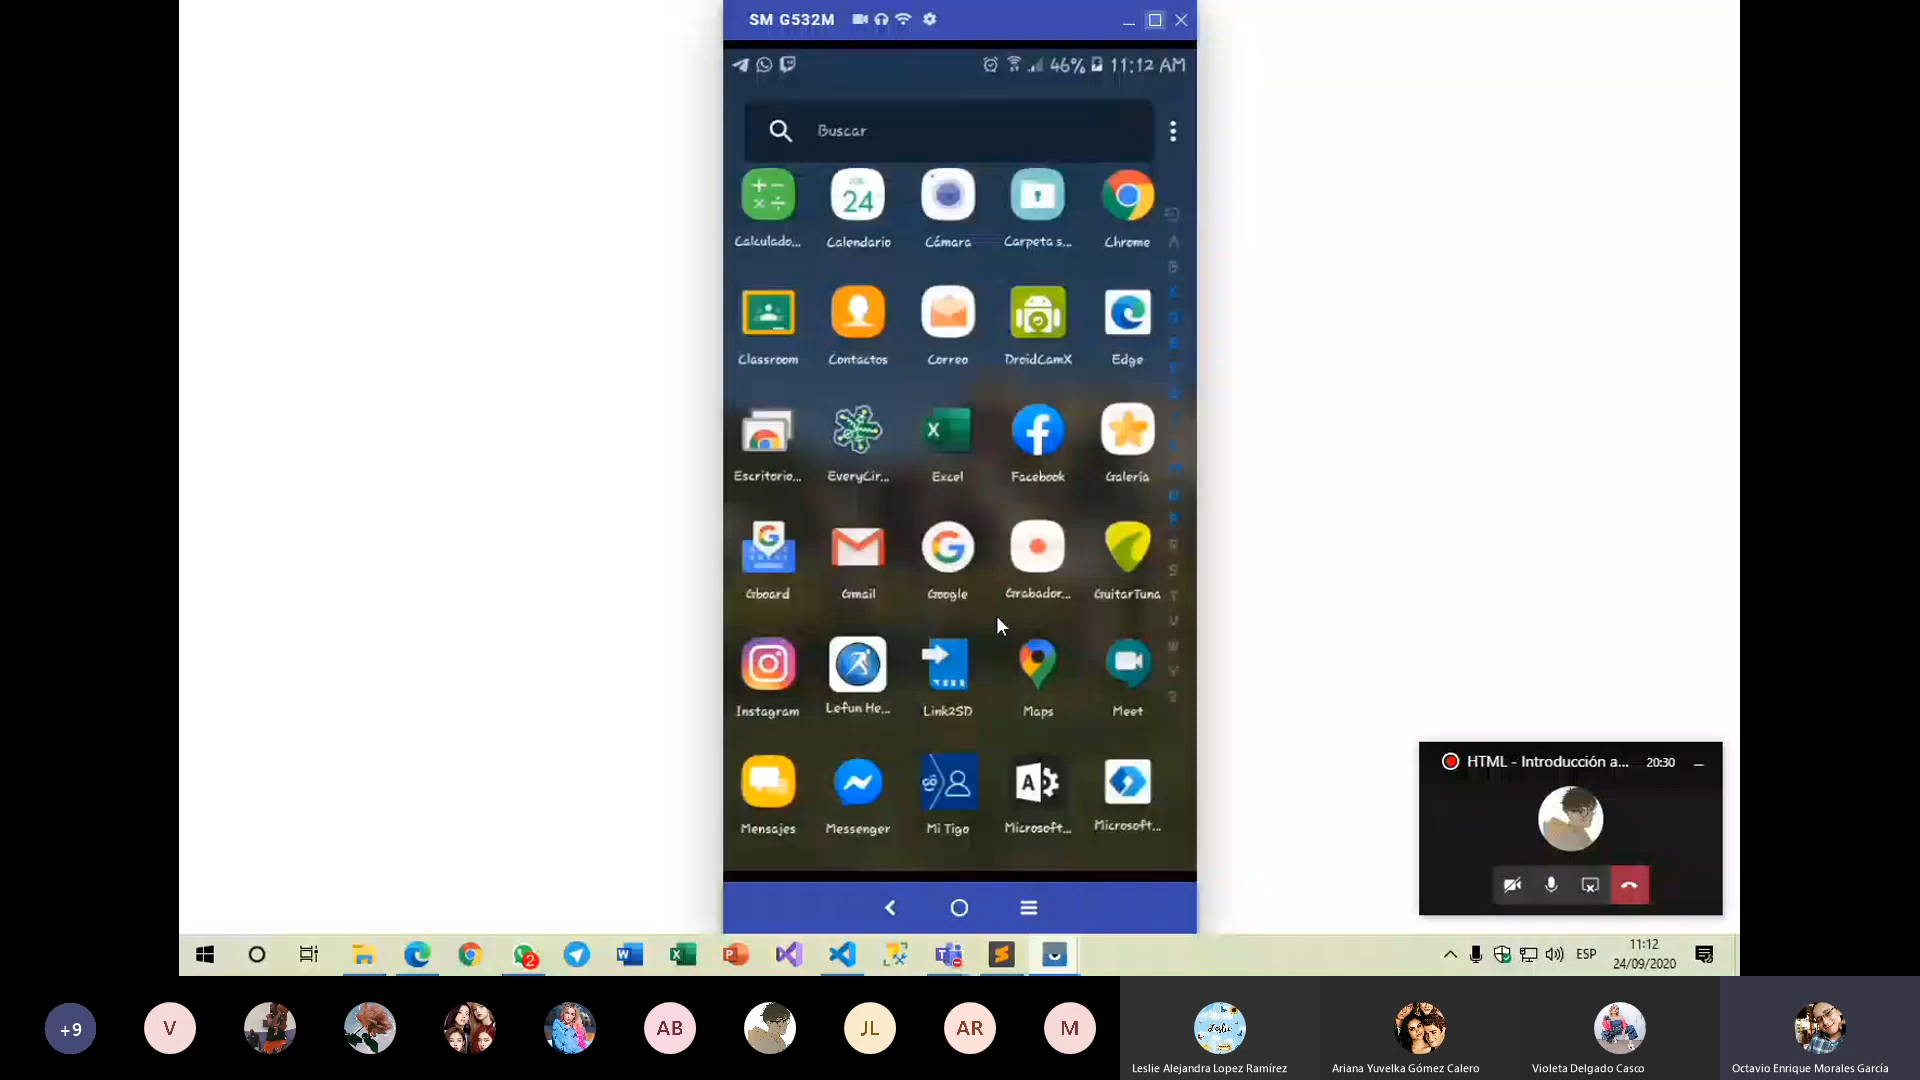 SM G532M
46% 11:12 AM
Buscar
24
Calculado... Calendario Cámara Carpeta s... Chrome
Classroom Contactos Correo DroidCamX Edge
Escritorio... EveryCir... Excel Facebook Galería
Gboard Gmail Google Grabador... GuitarTuna
Instagram Lefun He... Link2SD Maps Meet
Mensajes Messenger Mi Tigo Microsoft... Microsoft...
HTML - Introducción a... 20:30
2
ESP
11:12
24/09/2020
+9
V
AB
JL
AR
M
Leslie Alejandra Lopez Ramírez
Ariana Yuvelka Gómez Calero
Violeta Delgado Casco
Octavio Enrique Morales García